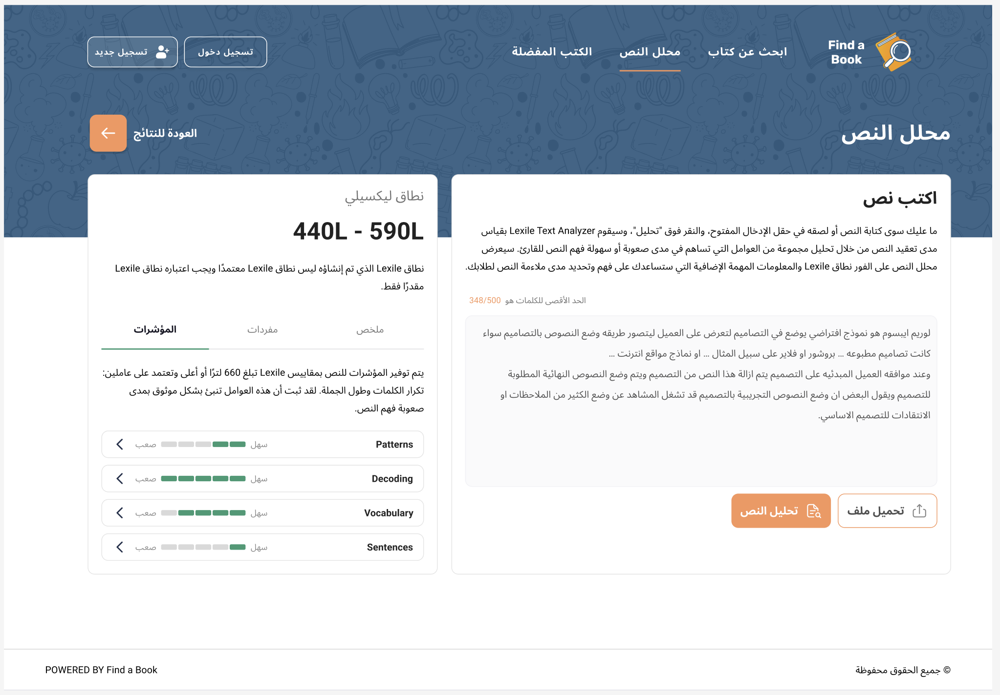 Find a
Book
ابحث عن كتاب
محلل النص
الكتب المفضلة
تسجيل دخول
تسجيل جديد
محلل النص
العودة للنتائج
اكتب نص
ما عليك سوى كتابة النص أو لصقه في حقل الإدخال المفتوح، والنقر فوق "تحليل"، وسيقوم Lexile Text Analyzer بقياس
مدى تعقيد النص من خلال تحليل مجموعة من العوامل التي تساهم في مدى صعوبة أو سهولة فهم النص للقارئ. سيعرض
محلل النص على الفور نطاق Lexile والمعلومات المهمة الإضافية التي ستساعدك على فهم وتحديد مدى ملاءمة النص لطلابك.
الحد الأقصى للكلمات هو 348/500
لوريم ايبسوم هو نموذج افتراضي يوضع في التصاميم لتعرض على العميل ليتصور طريقه وضع النصوص بالتصاميم سواء
كانت تصاميم مطبوعه ... بروشور او فلاير على سبيل المثال ... او نماذج مواقع انترنت ...
وعند موافقه العميل المبدئيه على التصميم يتم ازالة هذا النص من التصميم ويتم وضع النصوص النهائية المطلوبة
للتصميم ويقول البعض ان وضع النصوص التجريبية بالتصميم قد تشغل المشاهد عن وضع الكثير من الملاحظات او
الانتقادات للتصميم الاساسي.
تحميل ملف
تحليل النص
نطاق ليكسيلي
440L - 590L
نطاق Lexile الذي تم إنشاؤه ليس نطاق Lexile معتمدًا ويجب اعتباره نطاق Lexile
مقدرًا فقط.
ملخص
مفردات
المؤشرات
يتم توفير المؤشرات للنص بمقاييس Lexile تبلغ 660 لترًا أو أعلى وتعتمد على عاملين:
تكرار الكلمات وطول الجملة. لقد ثبت أن هذه العوامل تنبئ بشكل موثوق بمدى
صعوبة فهم النص.
Patterns سهل صعب
Decoding سهل صعب
Vocabulary سهل صعب
Sentences سهل صعب
© جميع الحقوق محفوظة
POWERED BY Find a Book